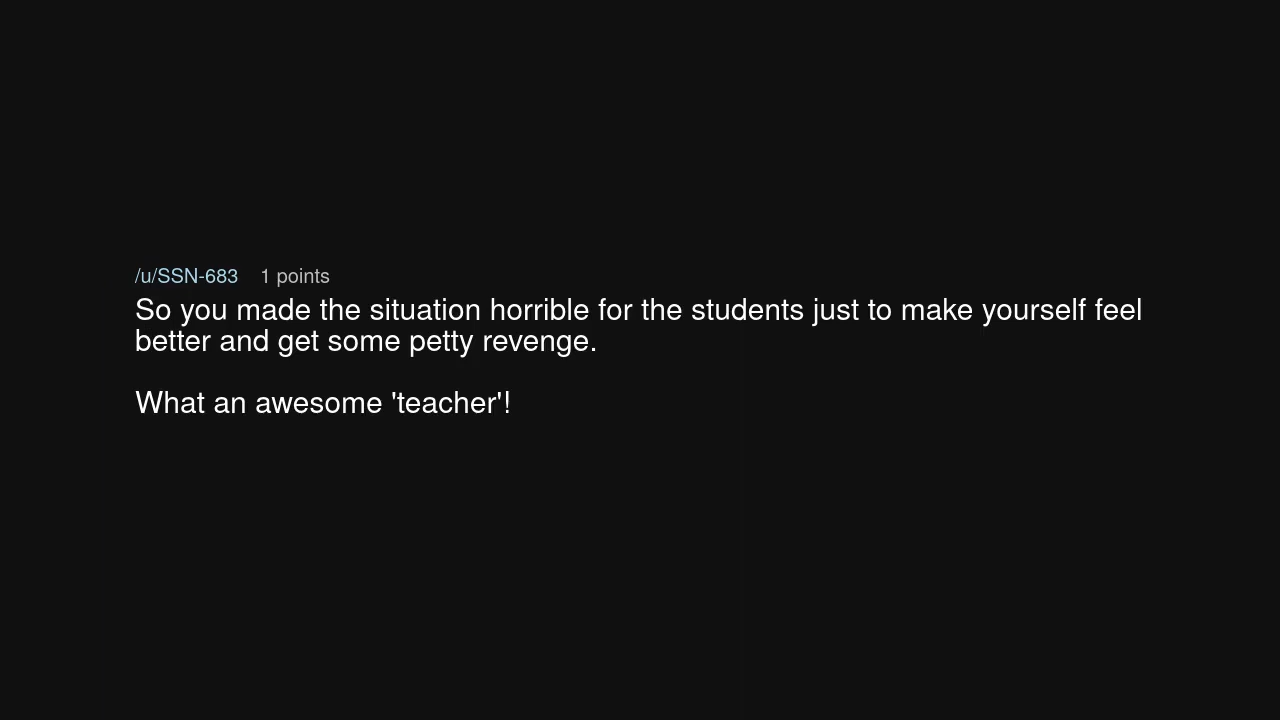 /u/SSN-683 1 points
So you made the situation horrible for the students just to make yourself feel
better and get some petty revenge.
What an awesome 'teacher'!